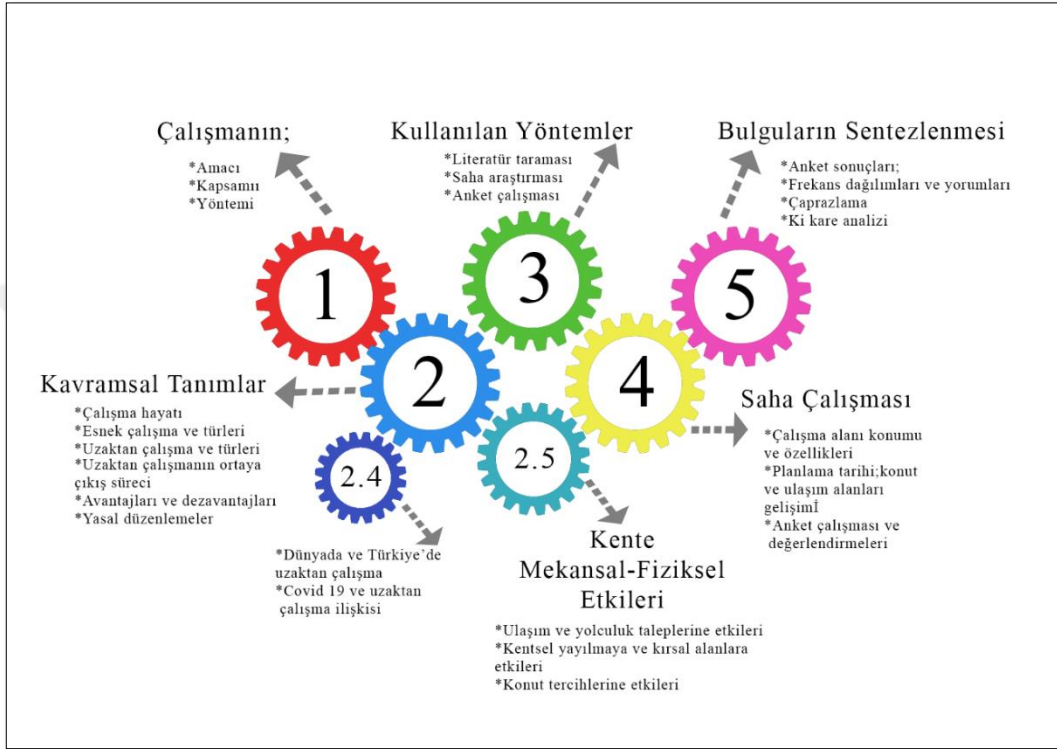 Çalışmanın;
*Amacı
*Kapsamıı
*Yöntemi
1
Kavramsal Tanımlar
*Çalışma hayatı
*Esnek çalışma ve türleri
*Uzaktan çalışma ve türleri
*Uzaktan çalışmanın ortaya
çıkış süreci
*Avantajları ve dezavantajları
*Yasal düzenlemeler
2
2.4
*Dünyada ve Türkiye’de
uzaktan çalışma
*Covid 19 ve uzaktan
çalışma ilişkisi
2.5
Kente
Mekansal-Fiziksel
Etkileri
*Ulaşım ve yolculuk taleplerine etkileri
*Kentsel yayılmaya ve kırsal alanlara
etkileri
*Konut tercihlerine etkileri
Kullanılan Yöntemler
*Literatür taraması
*Saha araştırması
*Anket çalışması
3
4
Saha Çalışması
*Çalışma alanı konumu
ve özellikleri
*Planlama tarihi;konut
ve ulaşım alanları
gelişimİ
*Anket çalışması ve
değerlendirmeleri
Bulguların Sentezlenmesi
*Anket sonuçları;
*Frekans dağılımları ve yorumları
*Çaprazlama
*Ki kare analizi
5